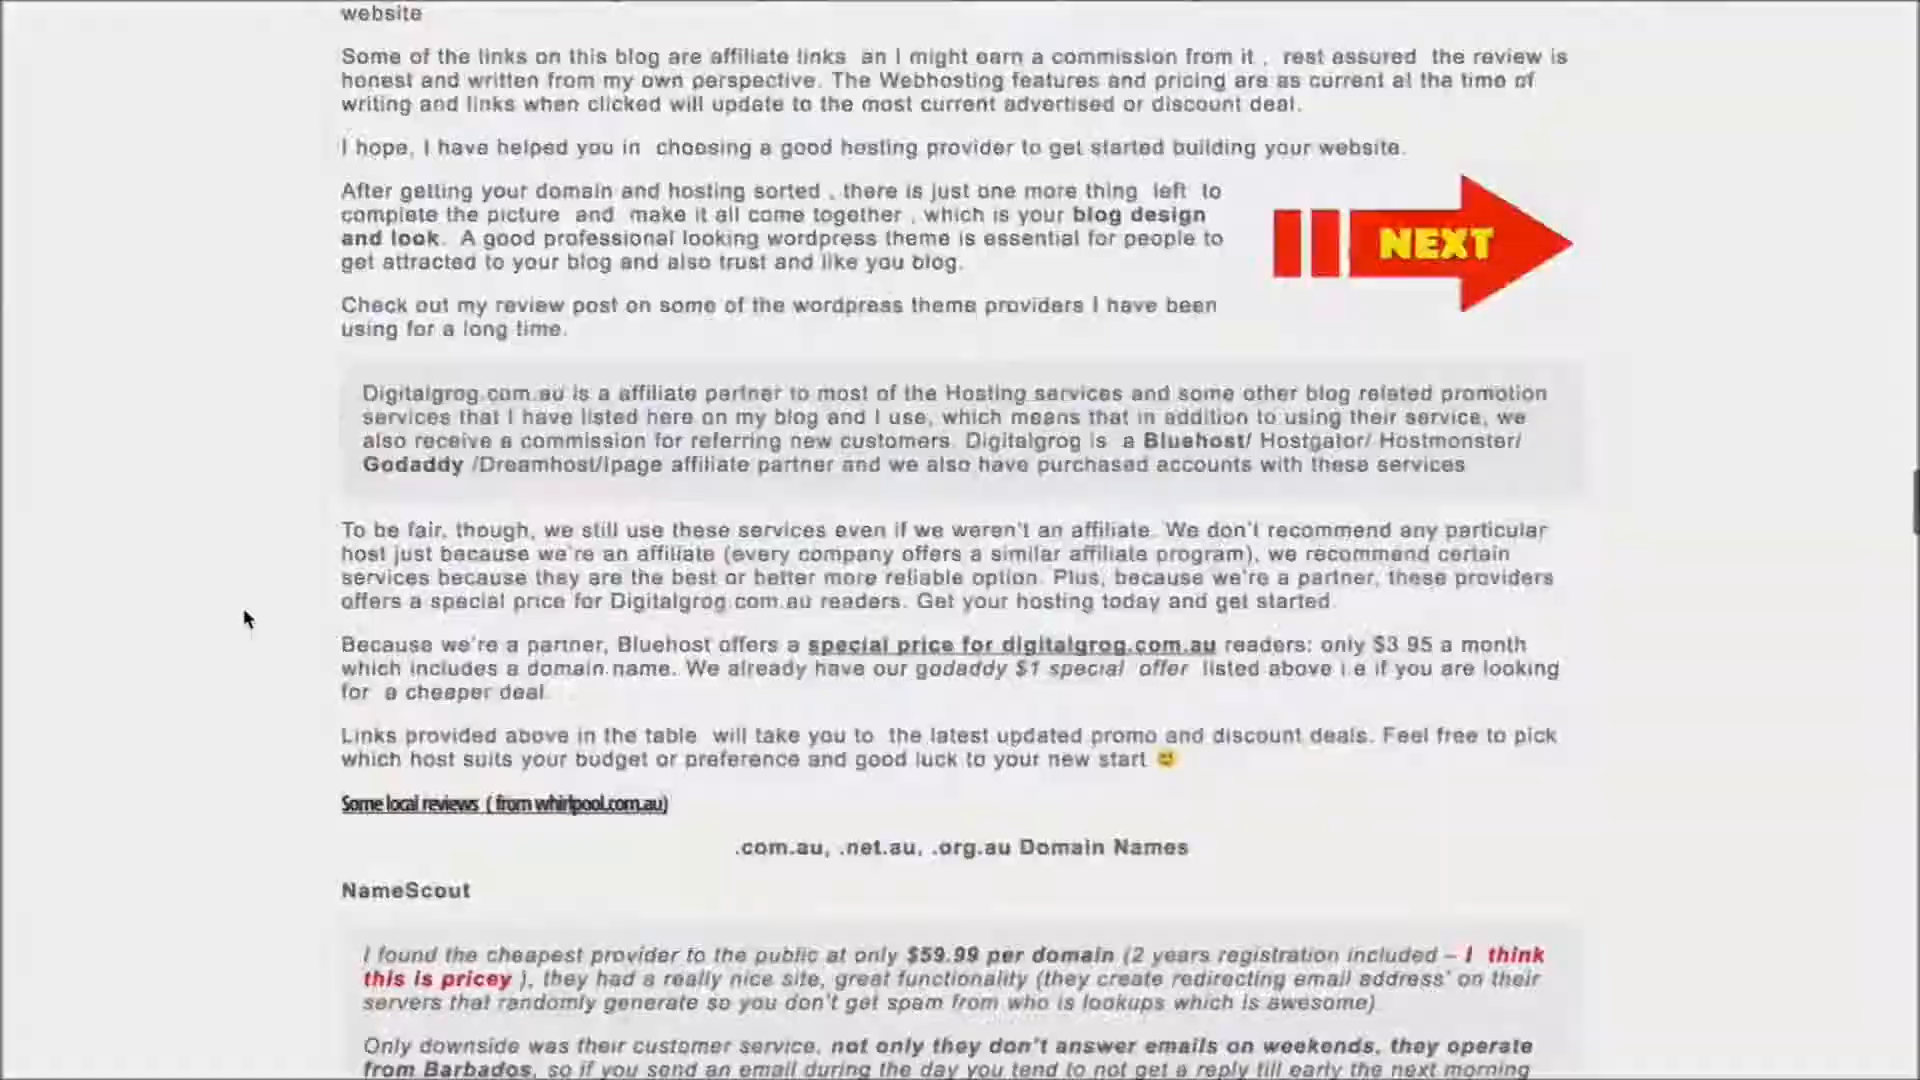 website
Some of the links on this blog are affiliate links an I might earn a commission from it , rest assured the review is
honest and written from my own perspective. The Webhosting features and pricing are as current at the time of
writing and links when clicked will update to the most current advertised or discount deal.
I hope, I have helped you in choosing a good hosting provider to get started building your website.
After getting your domain and hosting sorted , there is just one more thing left to
complete the picture and make it all come together , which is your blog design
and look. A good professional looking wordpress theme is essential for people to
get attracted to your blog and also trust and like you blog.
NEXT
Check out my review post on some of the wordpress theme providers I have been
using for a long time.
Digitalgrog.com.au is a affiliate partner to most of the Hosting services and some other blog related promotion
services that I have listed here on my blog and I use, which means that in addition to using their service, we
also receive a commission for referring new customers. Digitalgrog is a Bluehost/ Hostgator/ Hostmonster/
Godaddy /Dreamhost/Ipage affiliate partner and we also have purchased accounts with these services
To be fair, though, we still use these services even if we weren't an affiliate. We don't recommend any particular
host just because we're an affiliate (every company offers a similar affiliate program), we recommend certain
services because they are the best or better more reliable option. Plus, because we're a partner, these providers
offers a special price for Digitalgrog.com.au readers. Get your hosting today and get started.
Because we're a partner, Bluehost offers a special price for digitalgrog.com.au readers: only $3.95 a month
which includes a domain name. We already have our godaddy $1 special offer listed above i.e if you are looking
for a cheaper deal.
Links provided above in the table will take you to the latest updated promo and discount deals. Feel free to pick
which host suits your budget or preference and good luck to your new start
Some local reviews ( from whirlpool.com.au)
.com.au, .net.au, .org.au Domain Names
NameScout
I found the cheapest provider to the public at only $59.99 per domain (2 years registration included – I think
this is pricey ), they had a really nice site, great functionality (they create redirecting email address' on their
servers that randomly generate so you don't get spam from who is lookups which is awesome)
Only downside was their customer service, not only they don't answer emails on weekends, they operate
from Barbados, so if you send an email during the day you tend to not get a reply till early the next morning